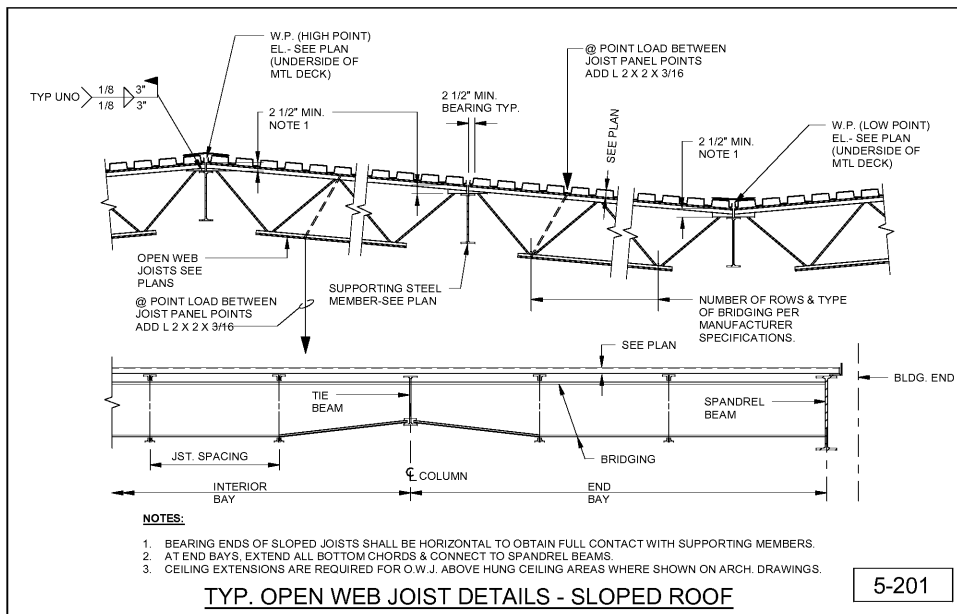 W.P. (HIGH POINT)
EL.- SEE PLAN
(UNDERSIDE OF
MTL DECK)
@ POINT LOAD BETWEEN
JOIST PANEL POINTS
ADD L 2 X 2 X 3/16
TYP UNO
1/8 3"
1/8 3"
2 1/2" MIN.
NOTE 1
2 1/2" MIN.
BEARING TYP.
SEE PLAN
2 1/2" MIN.
NOTE 1
W.P. (LOW POINT)
EL.- SEE PLAN
(UNDERSIDE OF
MTL DECK)
OPEN WEB
JOISTS SEE
PLANS
SUPPORTING STEEL
MEMBER-SEE PLAN
@ POINT LOAD BETWEEN
JOIST PANEL POINTS
ADD L 2 X 2 X 3/16
NUMBER OF ROWS & TYPE
OF BRIDGING PER
MANUFACTURER
SPECIFICATIONS.
SEE PLAN
BLDG. END
TIE
BEAM
SPANDREL
BEAM
JST. SPACING
BRIDGING
℄ COLUMN
INTERIOR
BAY
END
BAY
NOTES:
1. BEARING ENDS OF SLOPED JOISTS SHALL BE HORIZONTAL TO OBTAIN FULL CONTACT WITH SUPPORTING MEMBERS.
2. AT END BAYS, EXTEND ALL BOTTOM CHORDS & CONNECT TO SPANDREL BEAMS.
3. CEILING EXTENSIONS ARE REQUIRED FOR O.W.J. ABOVE HUNG CEILING AREAS WHERE SHOWN ON ARCH. DRAWINGS.
TYP. OPEN WEB JOIST DETAILS - SLOPED ROOF
5-201